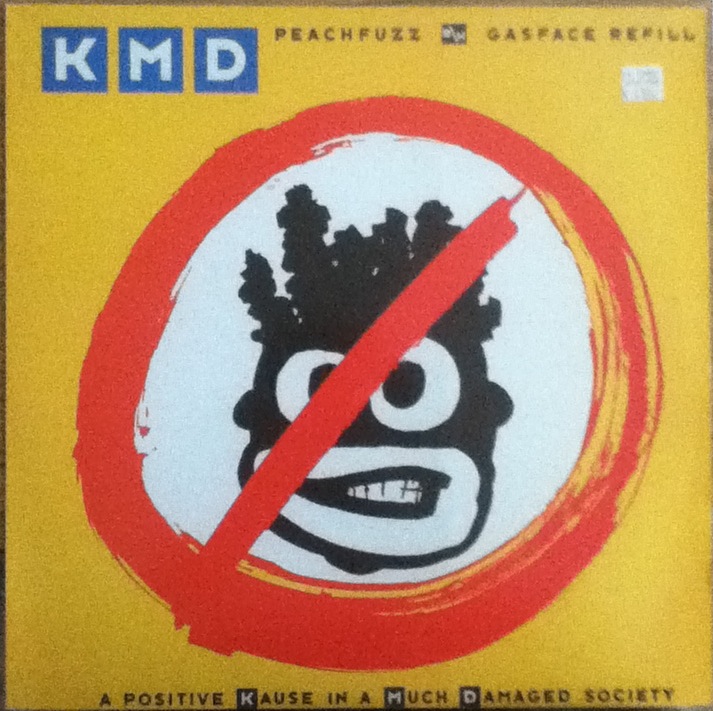 KMD
PEACHFUZZ B/W GASFACE REFILL
A POSITIVE KAUSE IN A MUCH DAMAGED SOCIETY